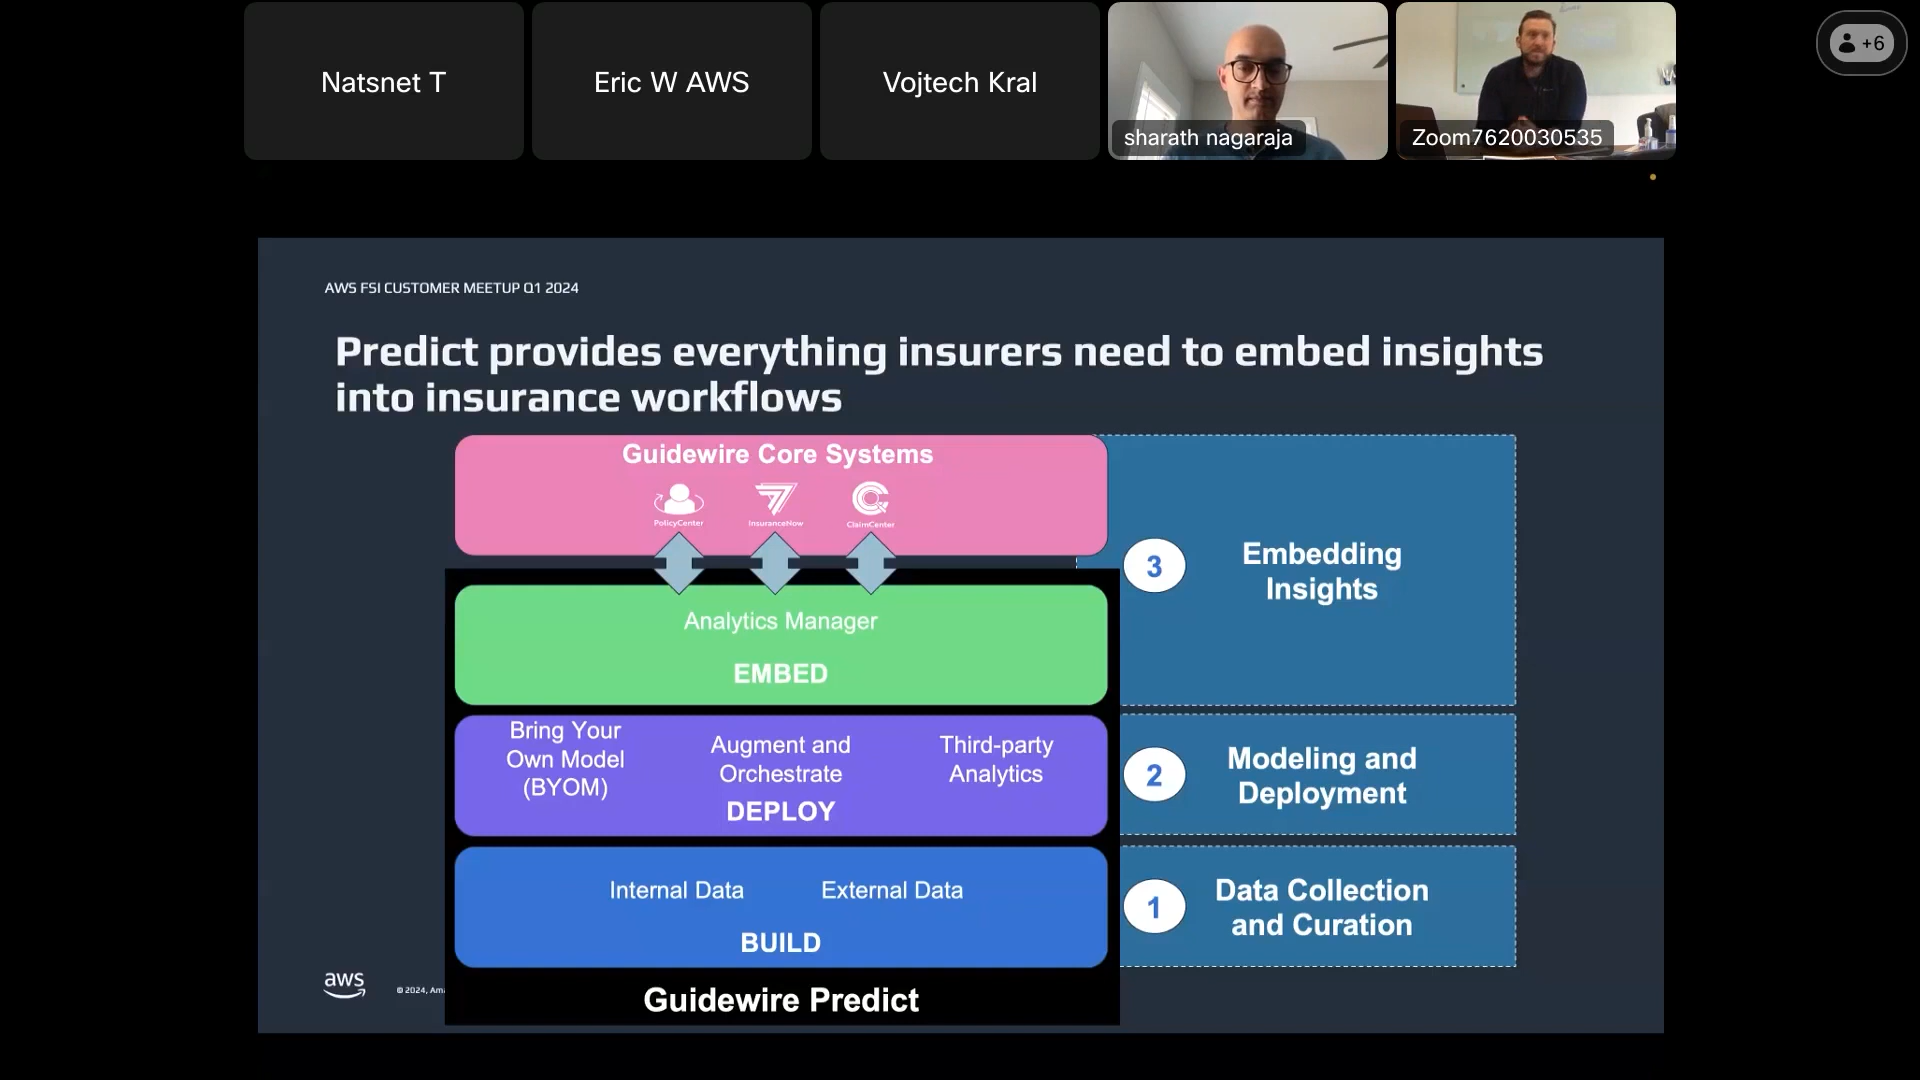 Natsnet T
Eric W AWS
Vojtech Kral
sharath nagaraja
Zoom7620030535
+6
AWS FSI CUSTOMER MEETUP Q1 2024
Predict provides everything insurers need to embed insights
into insurance workflows
Guidewire Core Systems
PolicyCenter
InsuranceNow
ClaimCenter
Analytics Manager
EMBED
3
Embedding
Insights
Bring Your
Own Model
(BYOM)
Augment and
Orchestrate
Third-party
Analytics
DEPLOY
2
Modeling and
Deployment
Internal Data
External Data
BUILD
1
Data Collection
and Curation
aws
© 2024, Am
Guidewire Predict